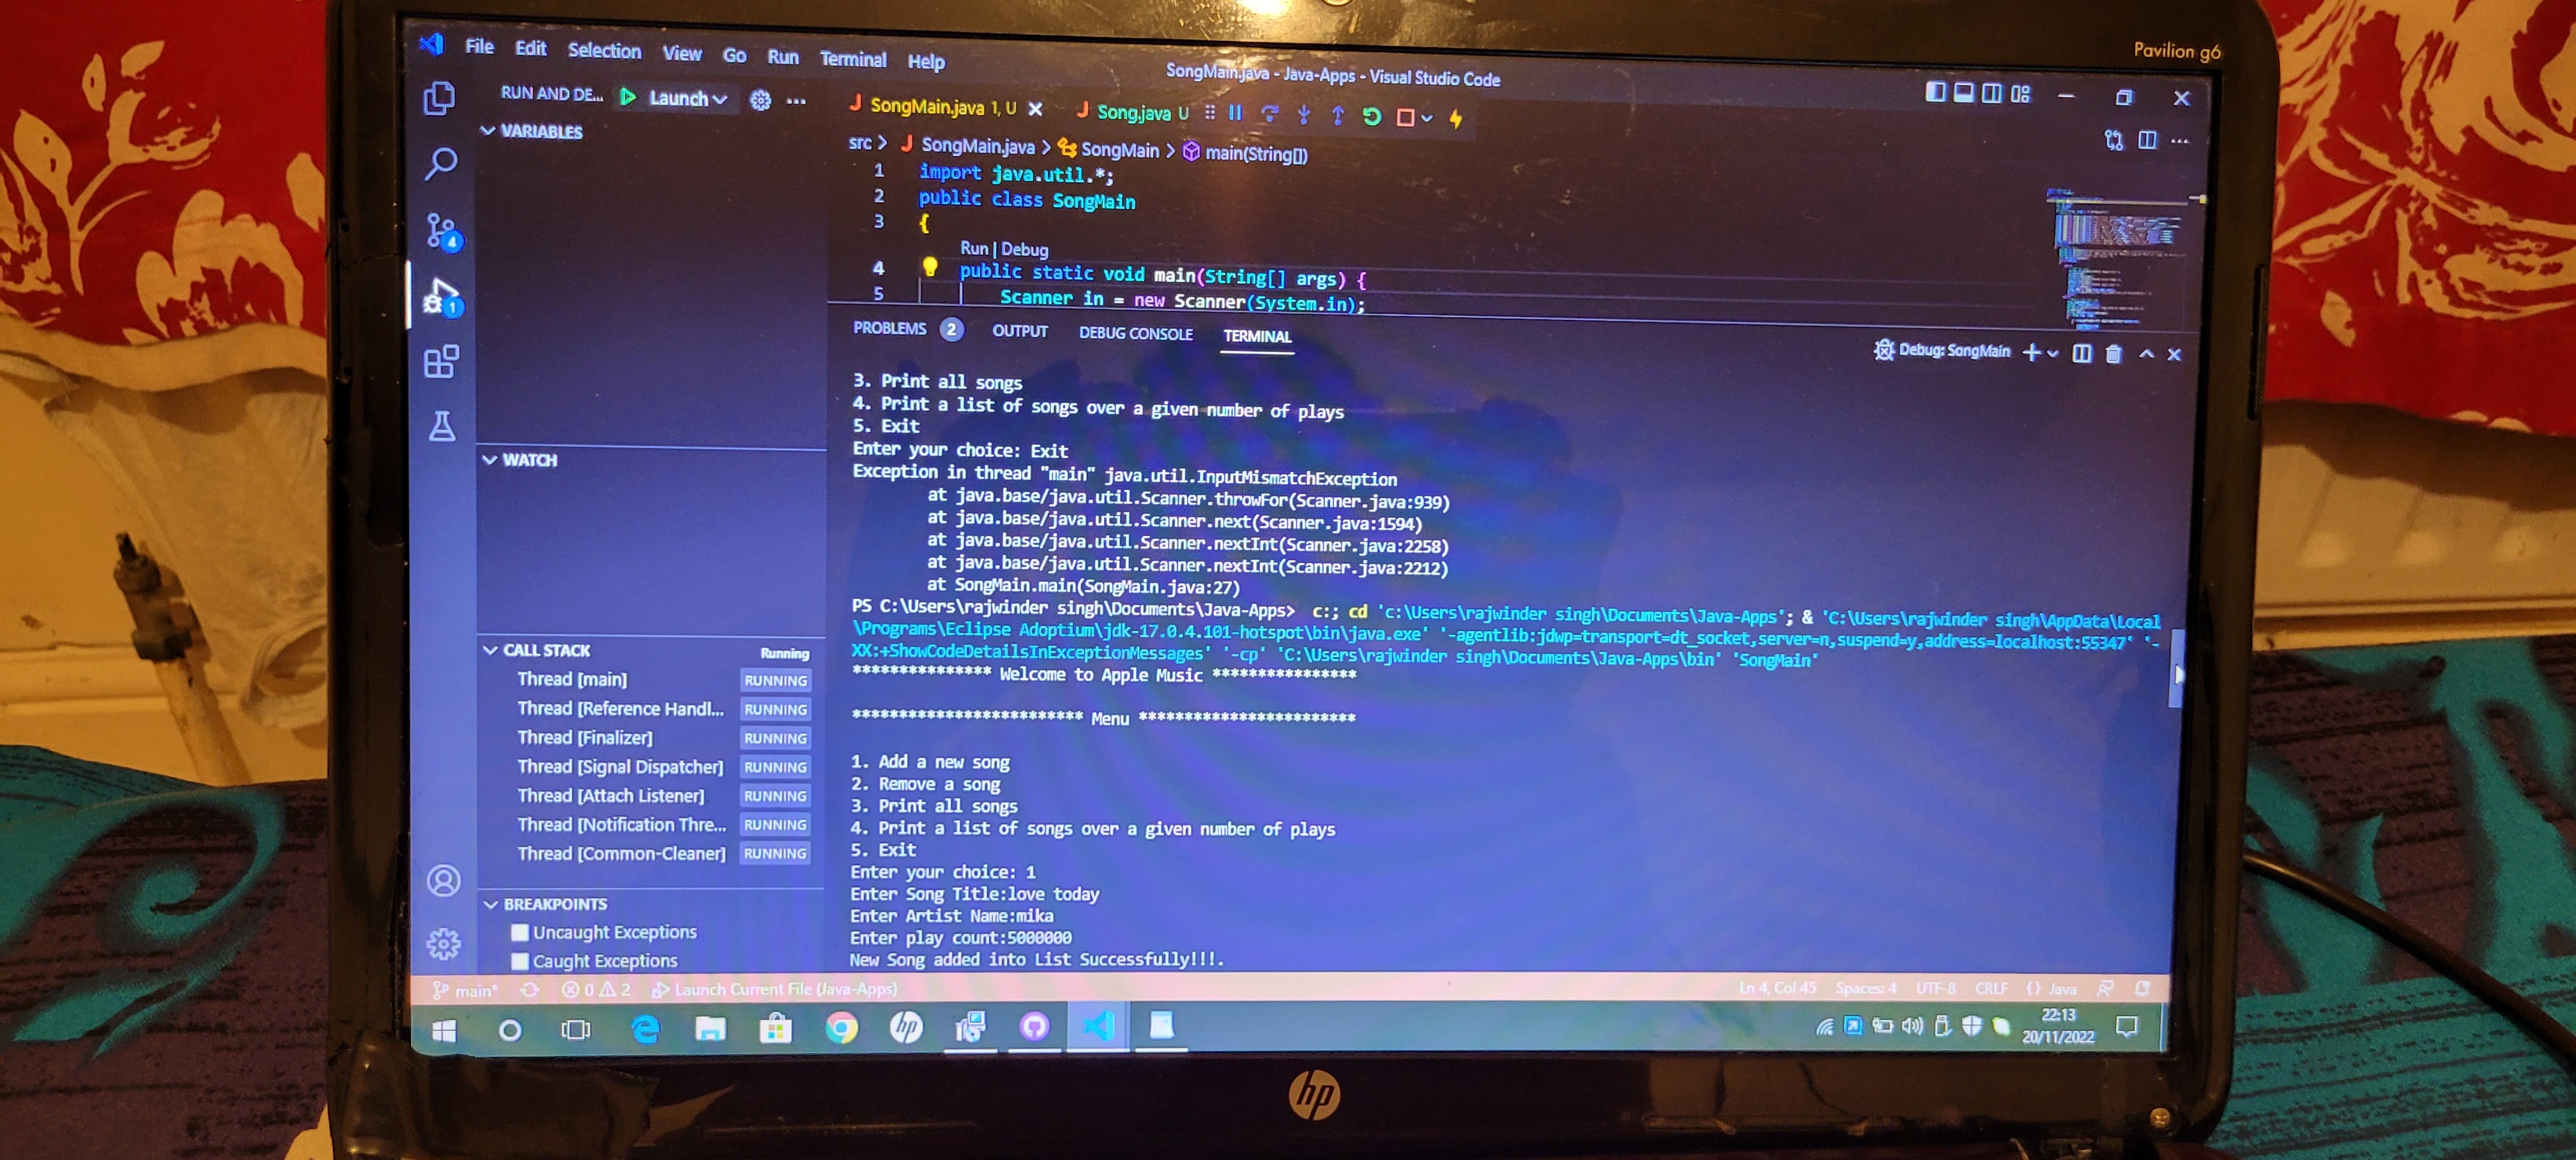 Pavilion g6
File Edit Selection View Go Run Terminal Help
SongMain.java - Java-Apps - Visual Studio Code
RUN AND DE... Launch ...
SongMain.java 1, U
Song.java U
VARIABLES
src > SongMain.java > SongMain > main(String[])
1 import java.util.*;
2 public class SongMain
3 {
Run | Debug
4 public static void main(String[] args) {
5 Scanner in = new Scanner(System.in);
4
1
PROBLEMS 2 OUTPUT DEBUG CONSOLE TERMINAL
Debug: SongMain
3. Print all songs
4. Print a list of songs over a given number of plays
5. Exit
Enter your choice: Exit
Exception in thread "main" java.util.InputMismatchException
at java.base/java.util.Scanner.throwFor(Scanner.java:939)
at java.base/java.util.Scanner.next(Scanner.java:1594)
at java.base/java.util.Scanner.nextInt(Scanner.java:2258)
at java.base/java.util.Scanner.nextInt(Scanner.java:2212)
at SongMain.main(SongMain.java:27)
PS C:\Users\rajwinder singh\Documents\Java-Apps> c:; cd 'c:\Users\rajwinder singh\Documents\Java-Apps'; & 'C:\Users\rajwinder singh\AppData\Local
\Programs\Eclipse Adoptium\jdk-17.0.4.101-hotspot\bin\java.exe' '-agentlib:jdwp=transport=dt_socket,server=n,suspend=y,address=localhost:55347' '-
XX:+ShowCodeDetailsInExceptionMessages' '-cp' 'C:\Users\rajwinder singh\Documents\Java-Apps\bin' 'SongMain'
*************** Welcome to Apple Music ****************
************************* Menu ************************
1. Add a new song
2. Remove a song
3. Print all songs
4. Print a list of songs over a given number of plays
5. Exit
Enter your choice: 1
Enter Song Title:love today
Enter Artist Name:mika
Enter play count:5000000
New Song added into List Successfully!!!.
WATCH
CALL STACK Running
Thread [main] RUNNING
Thread [Reference Handl... RUNNING
Thread [Finalizer] RUNNING
Thread [Signal Dispatcher] RUNNING
Thread [Attach Listener] RUNNING
Thread [Notification Thre... RUNNING
Thread [Common-Cleaner] RUNNING
BREAKPOINTS
Uncaught Exceptions
Caught Exceptions
main* 0 2 Launch Current File (Java-Apps)
Ln 4, Col 45 Spaces: 4 UTF-8 CRLF {} Java
hp
22:13
20/11/2022
hp